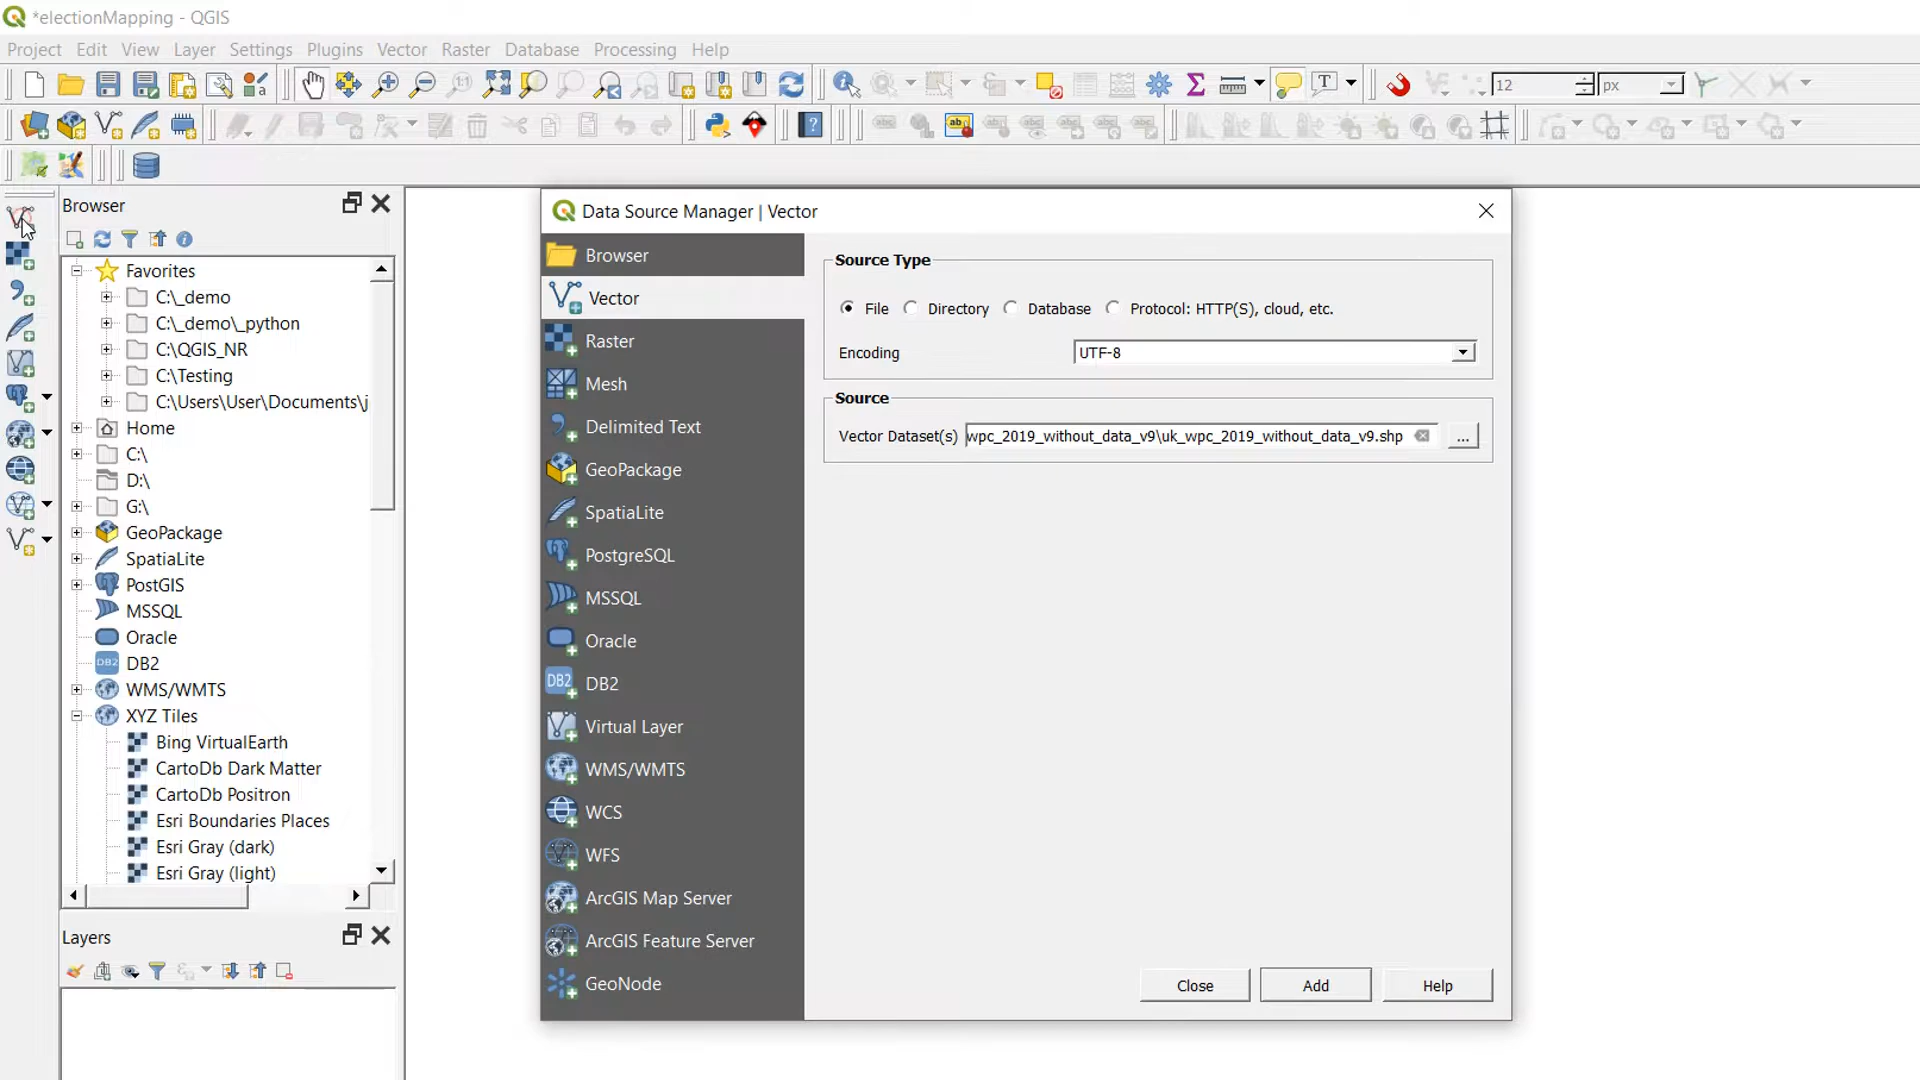 *electionMapping - QGIS
Project Edit View Layer Settings Plugins Vector Raster Database Processing Help
12 px
Browser
Favorites
C:\_demo
C:\_demo\_python
C:\QGIS_NR
C:\Testing
C:\Users\User\Documents\j
Home
C:\
D:\
G:\
GeoPackage
SpatiaLite
PostGIS
MSSQL
Oracle
DB2
WMS/WMTS
XYZ Tiles
Bing VirtualEarth
CartoDb Dark Matter
CartoDb Positron
Esri Boundaries Places
Esri Gray (dark)
Esri Gray (light)
Layers
Data Source Manager | Vector
Browser
Vector
Raster
Mesh
Delimited Text
GeoPackage
SpatiaLite
PostgreSQL
MSSQL
Oracle
DB2
Virtual Layer
WMS/WMTS
WCS
WFS
ArcGIS Map Server
ArcGIS Feature Server
GeoNode
Source Type
File Directory Database Protocol: HTTP(S), cloud, etc.
Encoding UTF-8
Source
Vector Dataset(s) wpc_2019_without_data_v9\uk_wpc_2019_without_data_v9.shp ...
Close Add Help